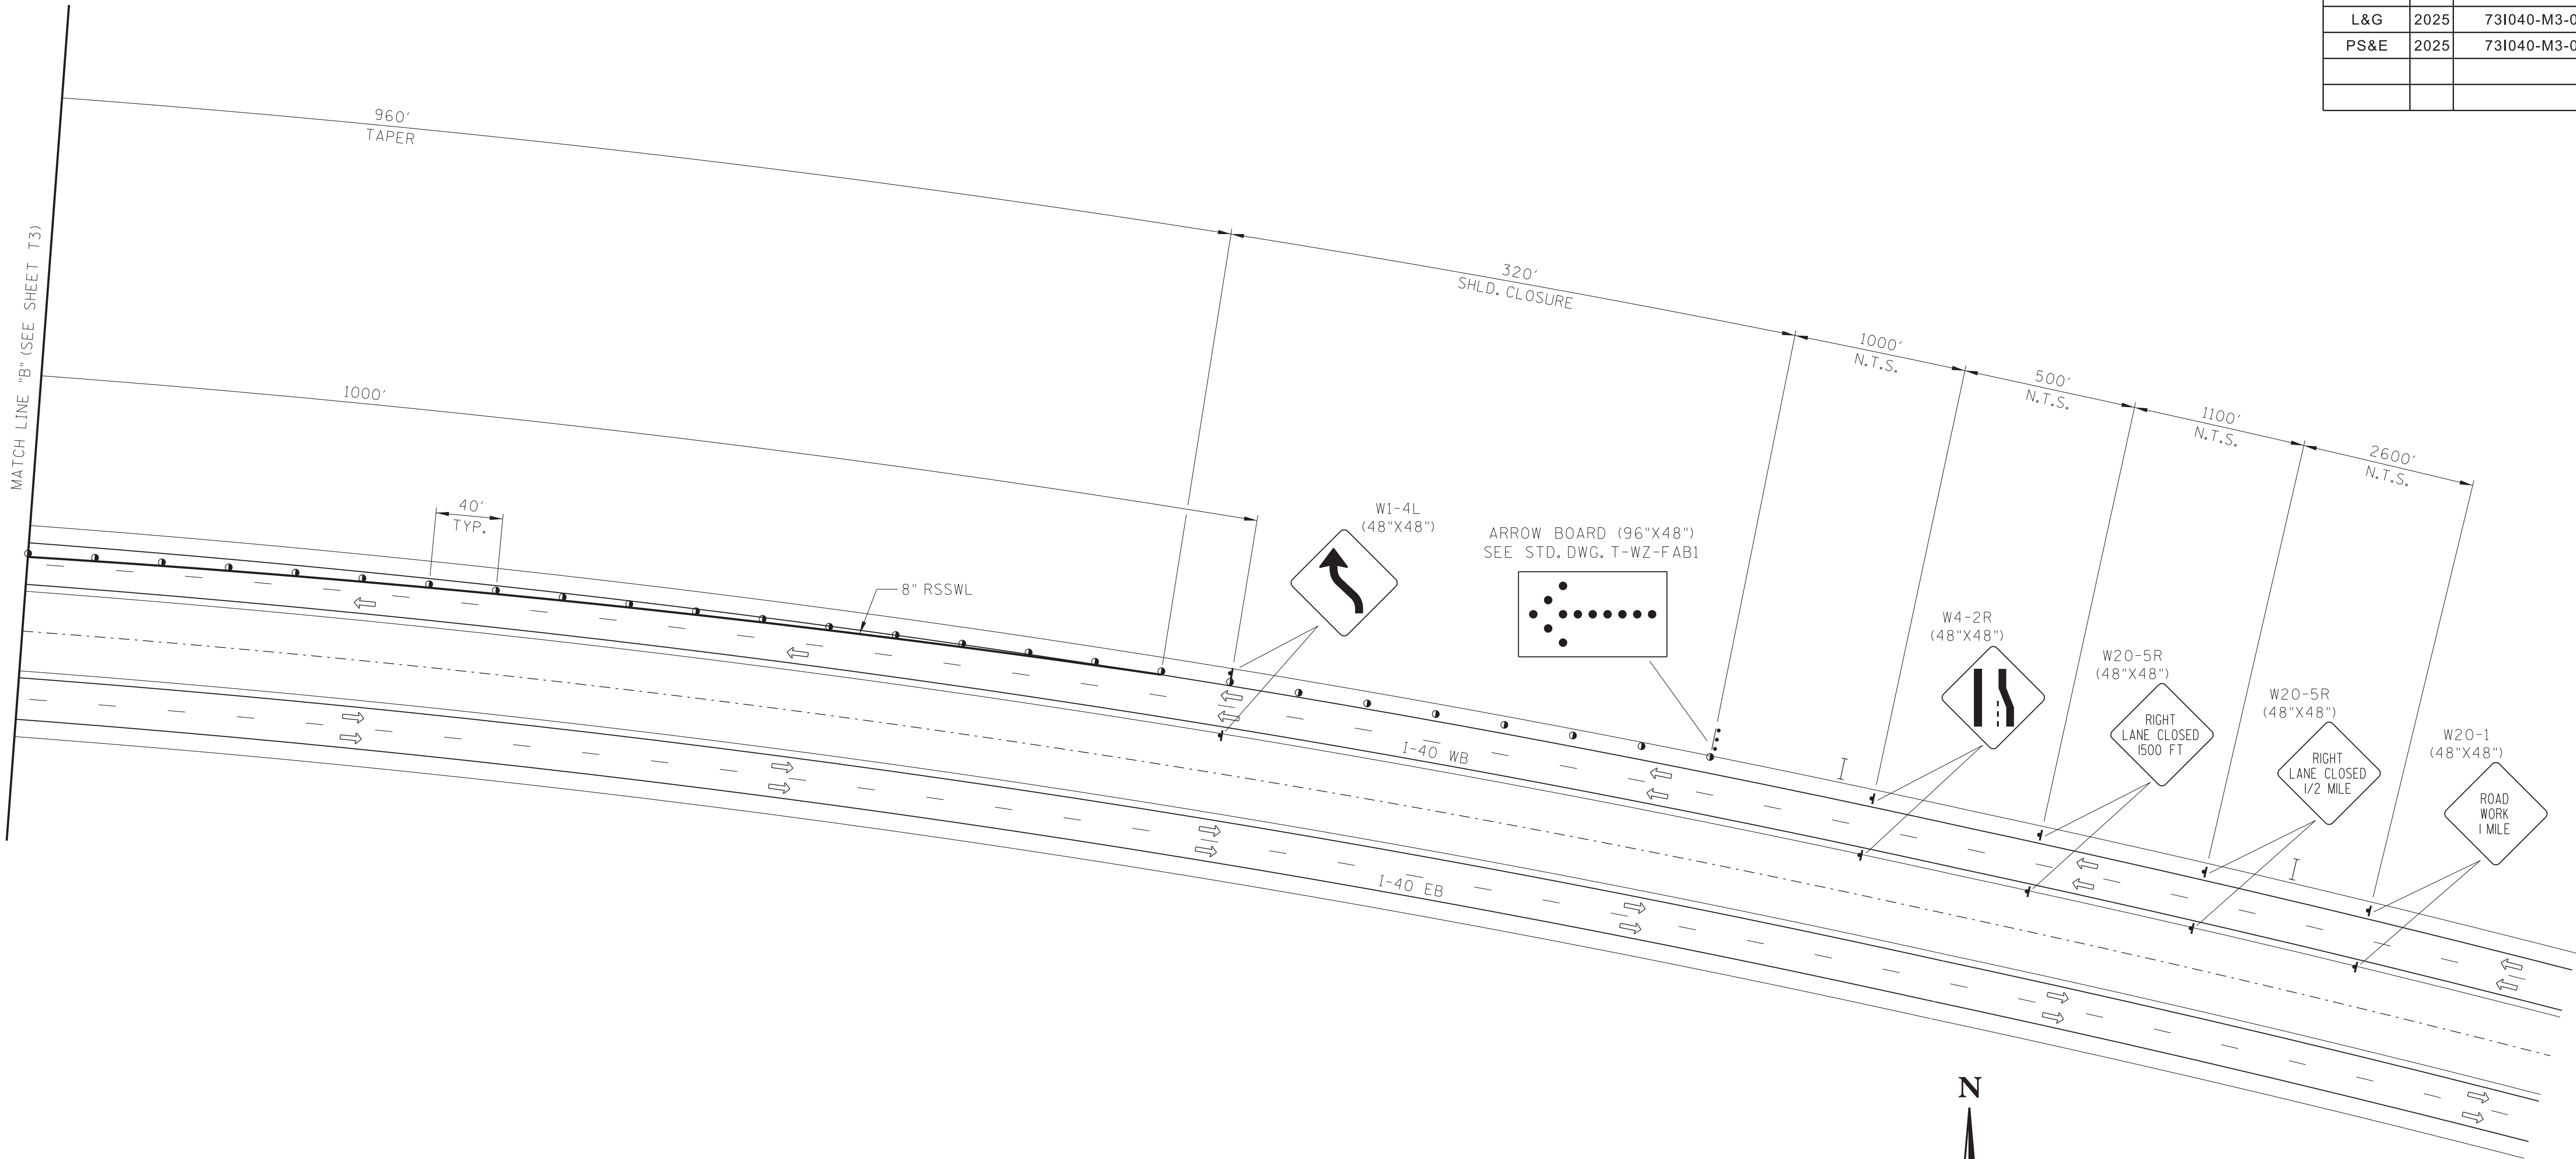 L&G 2025 73I040-M3-0
PS&E 2025 73I040-M3-0
960'
TAPER
320'
SHLD. CLOSURE
1000'
N.T.S.
500'
N.T.S.
1100'
N.T.S.
2600'
N.T.S.
MATCH LINE "B" (SEE SHEET T3)
1000'
40'
TYP.
8" RSSWL
W1-4L
(48"X48")
ARROW BOARD (96"X48")
SEE STD. DWG. T-WZ-FAB1
W4-2R
(48"X48")
W20-5R
(48"X48")
RIGHT
LANE CLOSED
1500 FT
W20-5R
(48"X48")
RIGHT
LANE CLOSED
1/2 MILE
W20-1
(48"X48")
ROAD
WORK
1 MILE
I-40 WB
I-40 EB
N